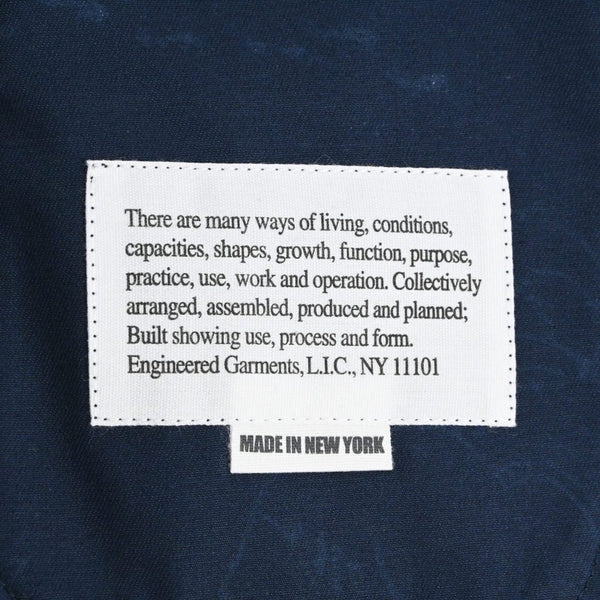 There are many ways of living, conditions,
capacities, shapes, growth, function, purpose,
practice, use, work and operation. Collectively
arranged, assembled, produced and planned;
Built showing use, process and form.
Engineered Garments, L.I.C., NY 11101
MADE IN NEW YORK